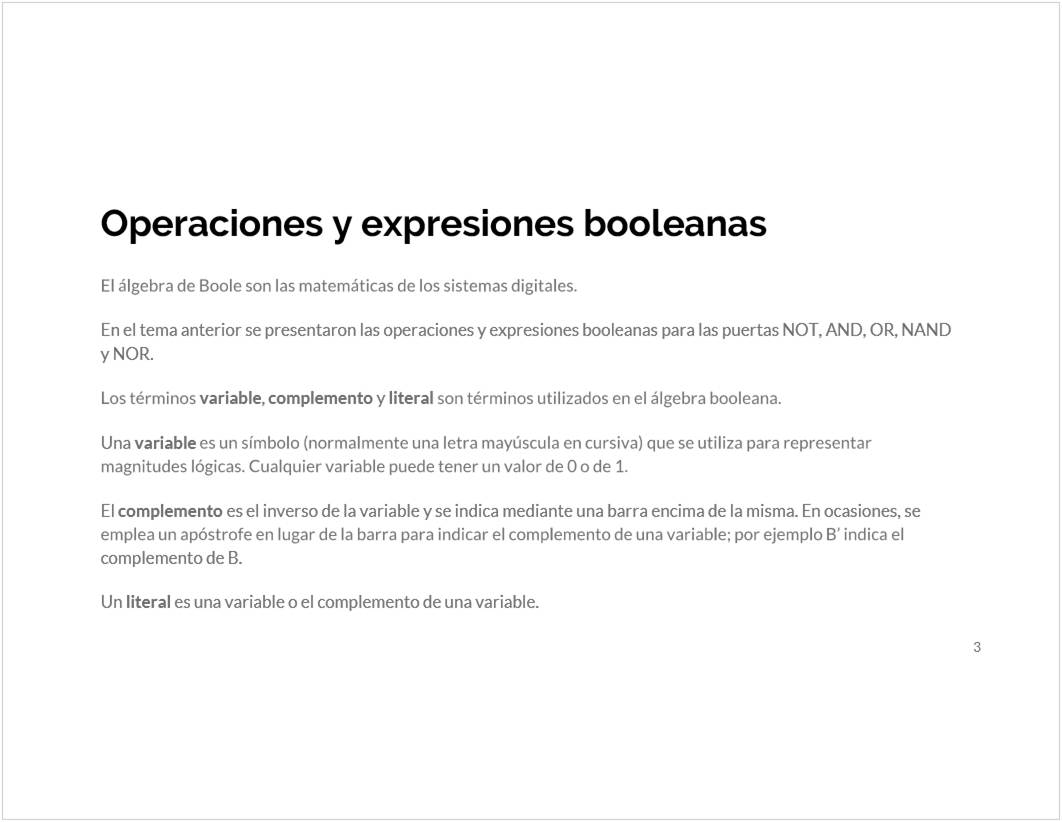 Operaciones y expresiones booleanas
El álgebra de Boole son las matemáticas de los sistemas digitales.
En el tema anterior se presentaron las operaciones y expresiones booleanas para las puertas NOT, AND, OR, NAND
y NOR.
Los términos variable, complemento y literal son términos utilizados en el álgebra booleana.
Una variable es un símbolo (normalmente una letra mayúscula en cursiva) que se utiliza para representar
magnitudes lógicas. Cualquier variable puede tener un valor de 0 o de 1.
El complemento es el inverso de la variable y se indica mediante una barra encima de la misma. En ocasiones, se
emplea un apóstrofe en lugar de la barra para indicar el complemento de una variable; por ejemplo B’ indica el
complemento de B.
Un literal es una variable o el complemento de una variable.
3